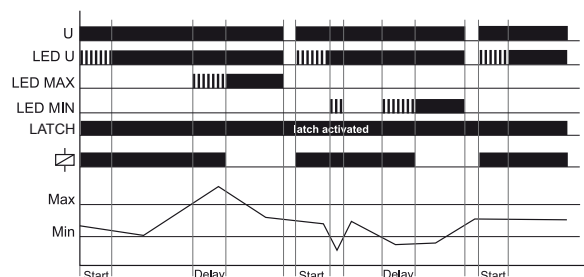 U
LED U
LED MAX
LED MIN
LATCH
latch activated
Max
Min
Start
Delay
Start
Delay
Start